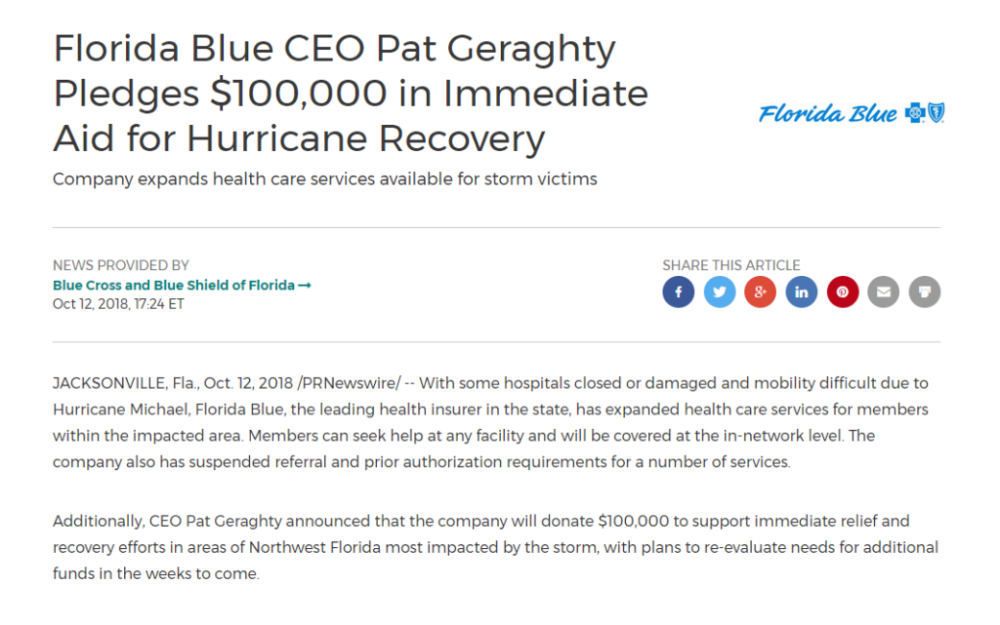 Florida Blue CEO Pat Geraghty
Pledges $100,000 in Immediate
Aid for Hurricane Recovery
Florida Blue
Company expands health care services available for storm victims
NEWS PROVIDED BY
Blue Cross and Blue Shield of Florida →
Oct 12, 2018, 17:24 ET
SHARE THIS ARTICLE
JACKSONVILLE, Fla., Oct. 12, 2018 /PRNewswire/ -- With some hospitals closed or damaged and mobility difficult due to
Hurricane Michael, Florida Blue, the leading health insurer in the state, has expanded health care services for members
within the impacted area. Members can seek help at any facility and will be covered at the in-network level. The
company also has suspended referral and prior authorization requirements for a number of services.
Additionally, CEO Pat Geraghty announced that the company will donate $100,000 to support immediate relief and
recovery efforts in areas of Northwest Florida most impacted by the storm, with plans to re-evaluate needs for additional
funds in the weeks to come.